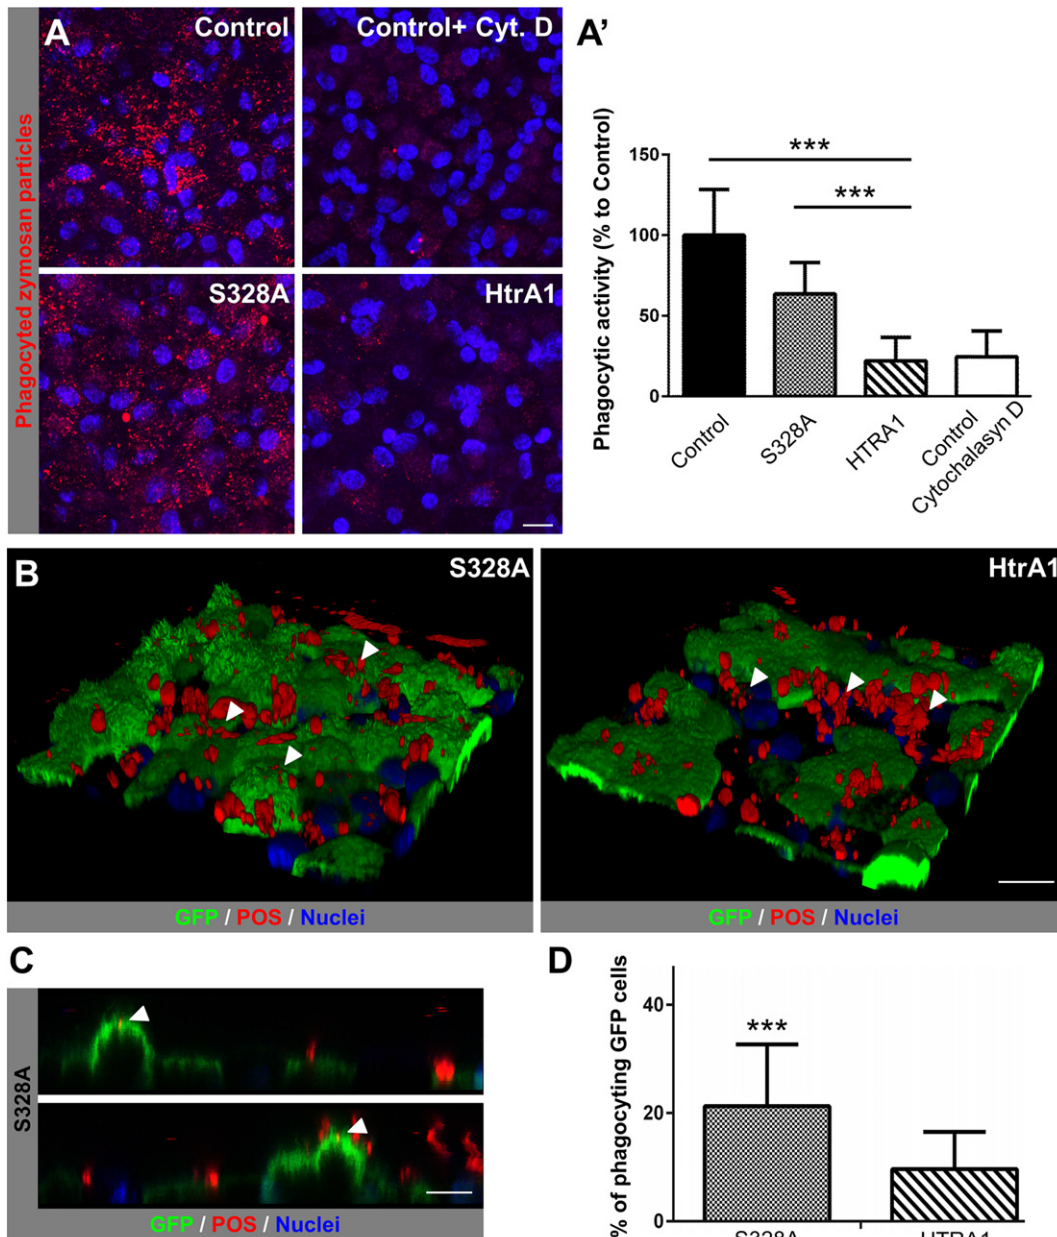 A
Control
Control+ Cyt. D
S328A
HtrA1
Phagocyted zymosan particles
A'
Phagocytic activity (% to Control)
150
100
50
0
***
***
Control
S328A
HTRA1
Control
Cytochalasyn D
B
S328A
HtrA1
GFP / POS / Nuclei
GFP / POS / Nuclei
C
S328A
GFP / POS / Nuclei
D
% of phagocyting GFP cells
40
20
0
***
S328A
HTRA1